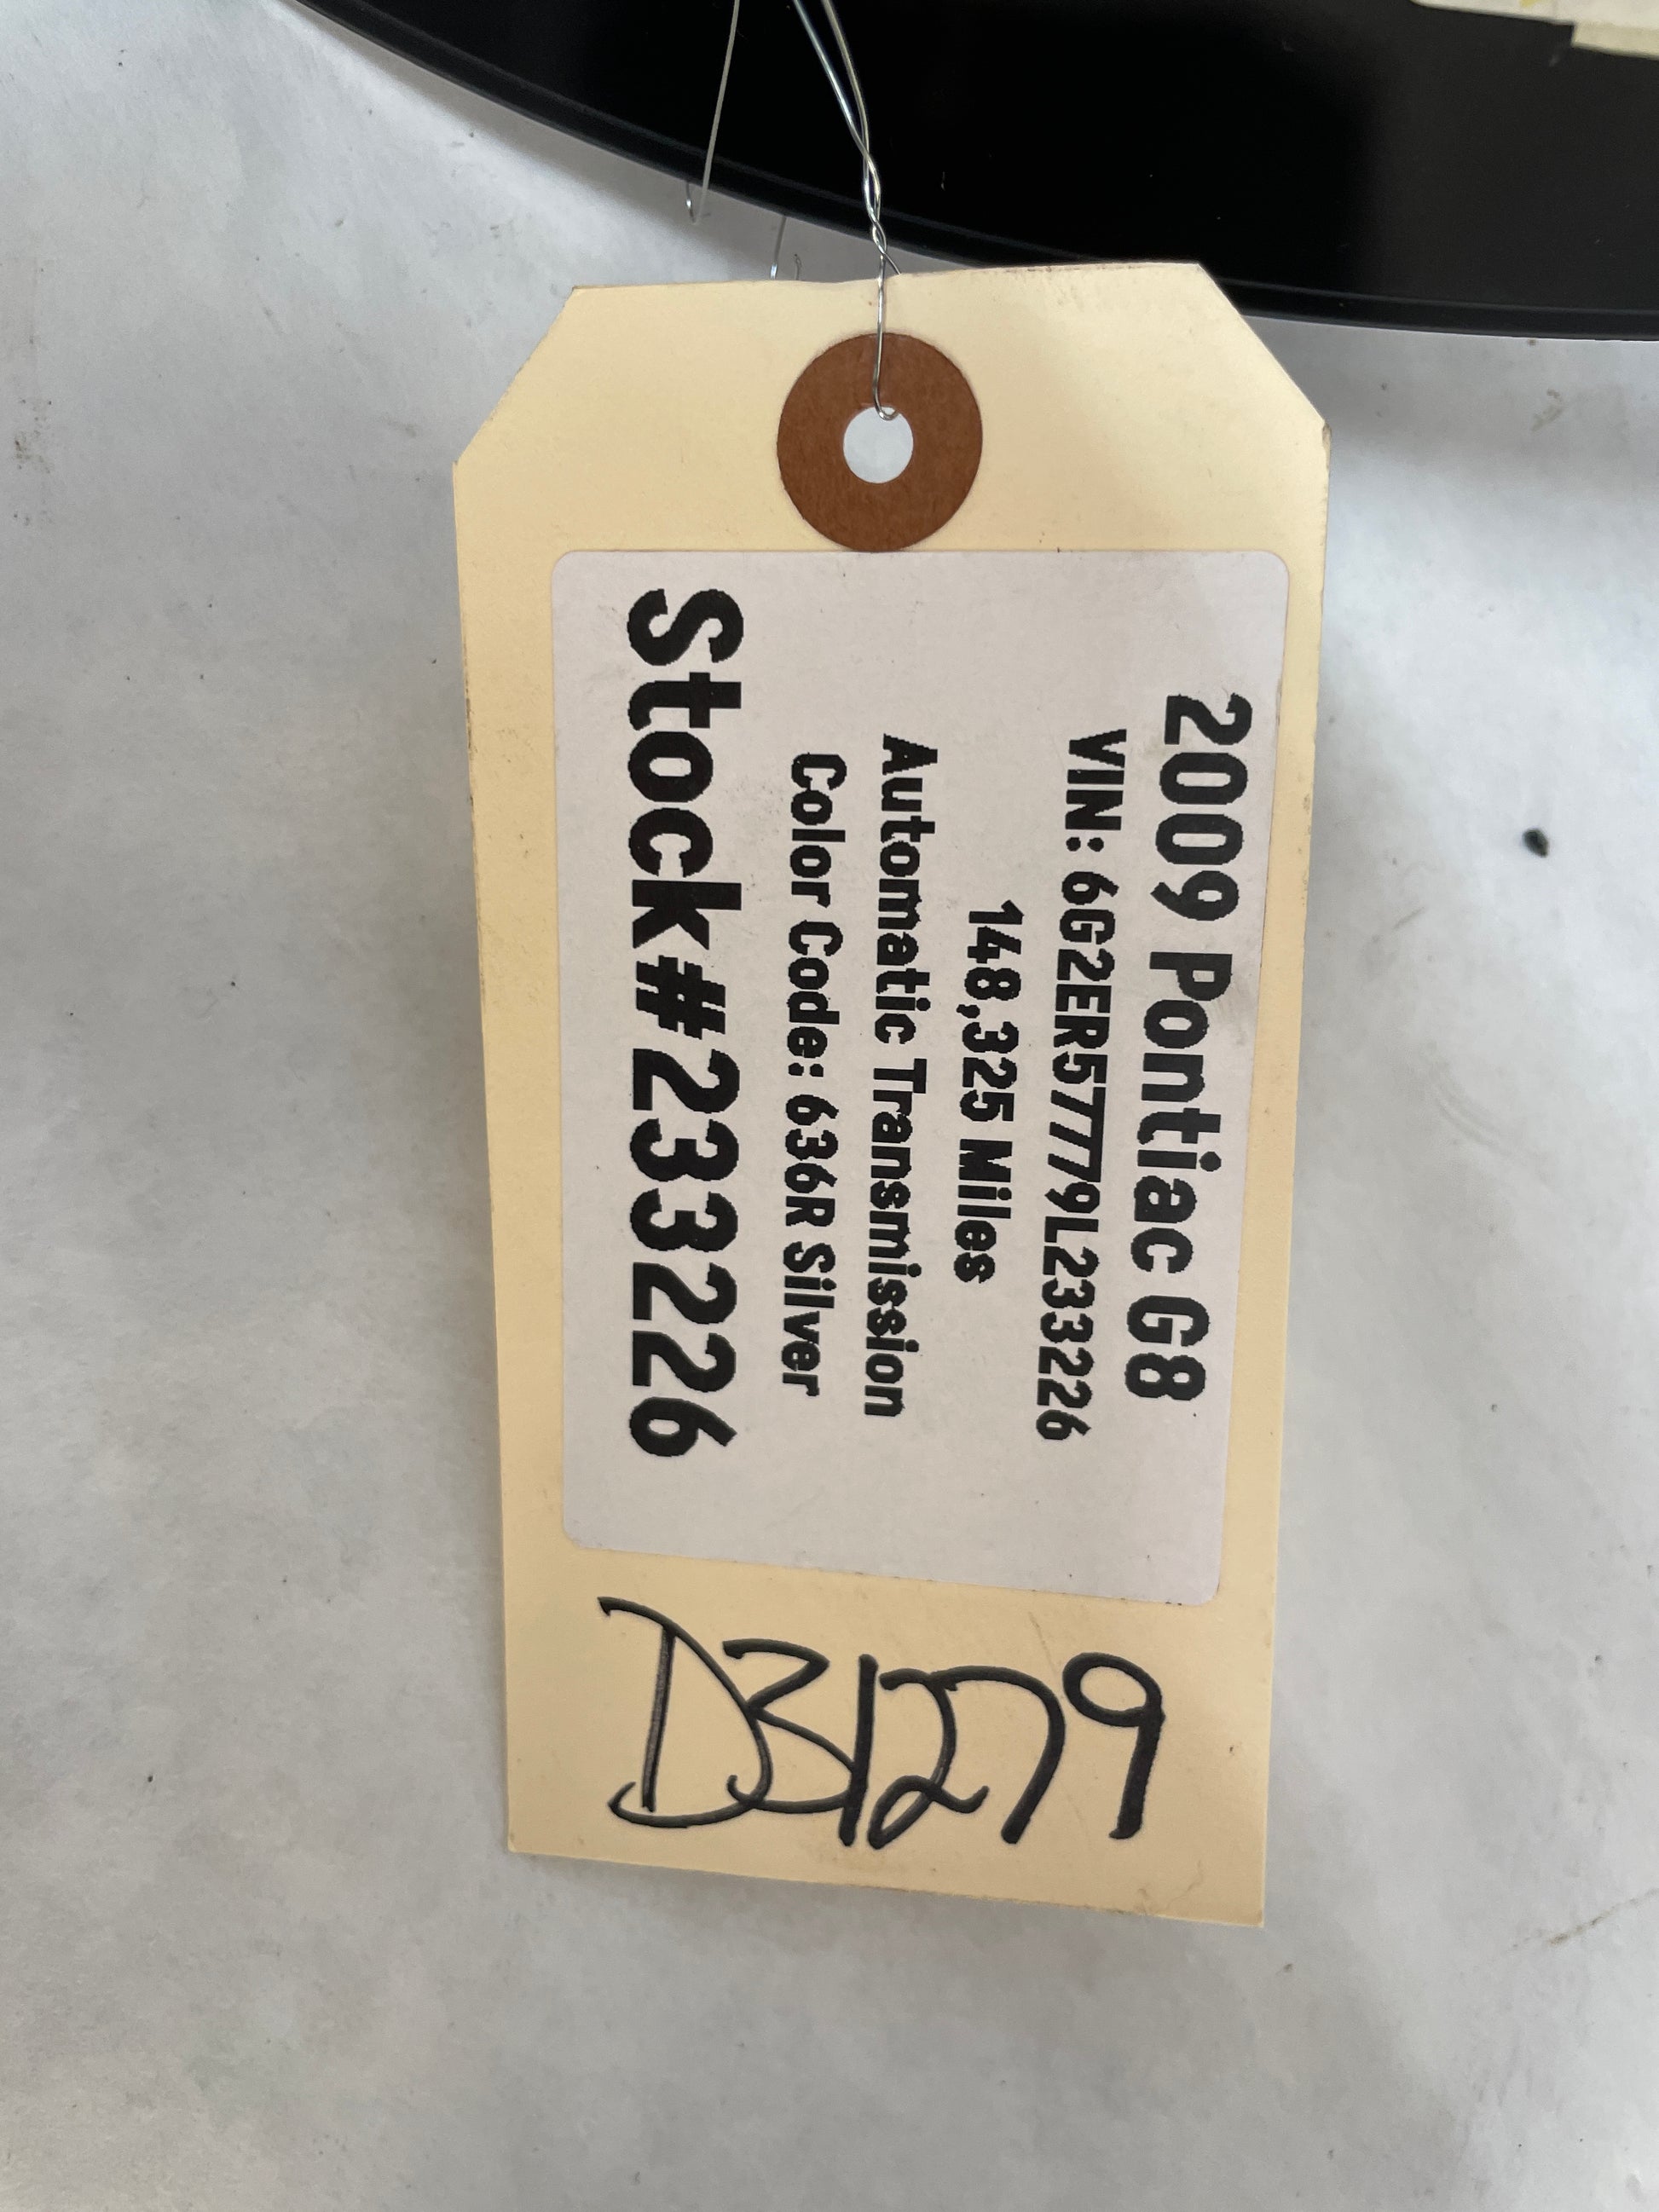 2009 Pontiac G8
VIN: 6G2ER57779L233226
148,325 Miles
Automatic Transmission
Color Code: 636R Silver
Stock#233226
D31279